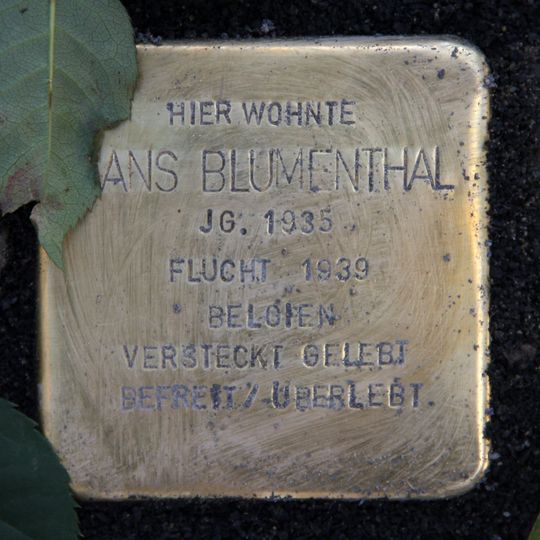 HIER WOHNTE
ANS BLUMENTHAL
JG. 1935
FLUCHT 1939
BELGIEN
VERSTECKT GELEBT
BEFREIT / ÜBERLEBT